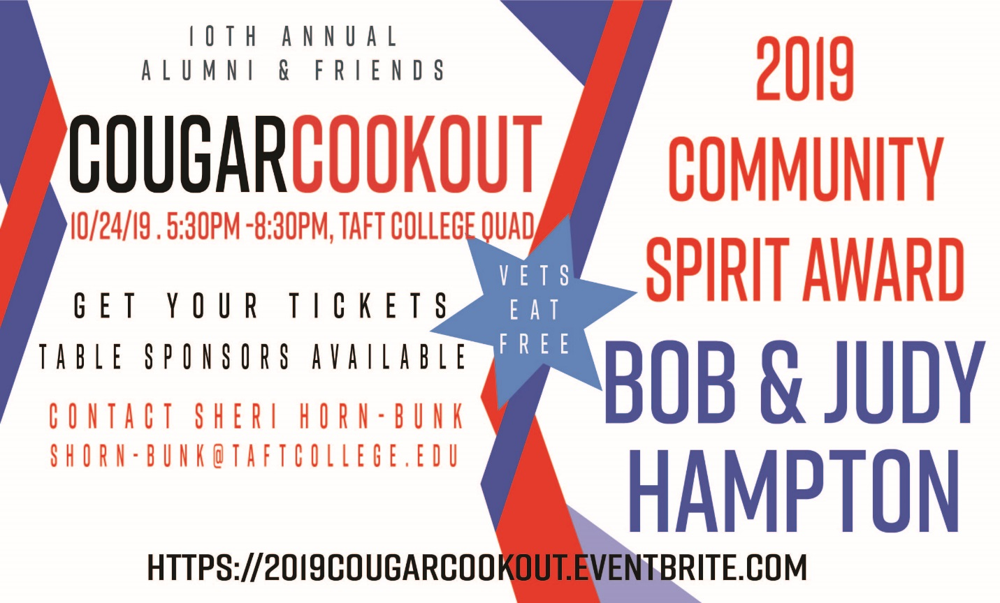 10TH ANNUAL
ALUMNI & FRIENDS
COUGARCOOKOUT
10/24/19 . 5:30PM -8:30PM, TAFT COLLEGE QUAD
GET YOUR TICKETS
TABLE SPONSORS AVAILABLE
CONTACT SHERI HORN-BUNK
SHORN-BUNK@TAFTCOLLEGE.EDU
VETS
EAT
FREE
2019
COMMUNITY
SPIRIT AWARD
BOB & JUDY
HAMPTON
HTTPS://2019COUGARCOOKOUT.EVENTBRITE.COM